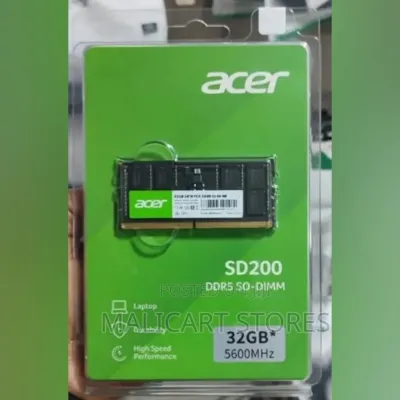 acer
acer
SD200
DDR5 SO-DIMM
MALICART STORES
Laptop
Durability
High Speed
Performance
32GB*
5600MHz